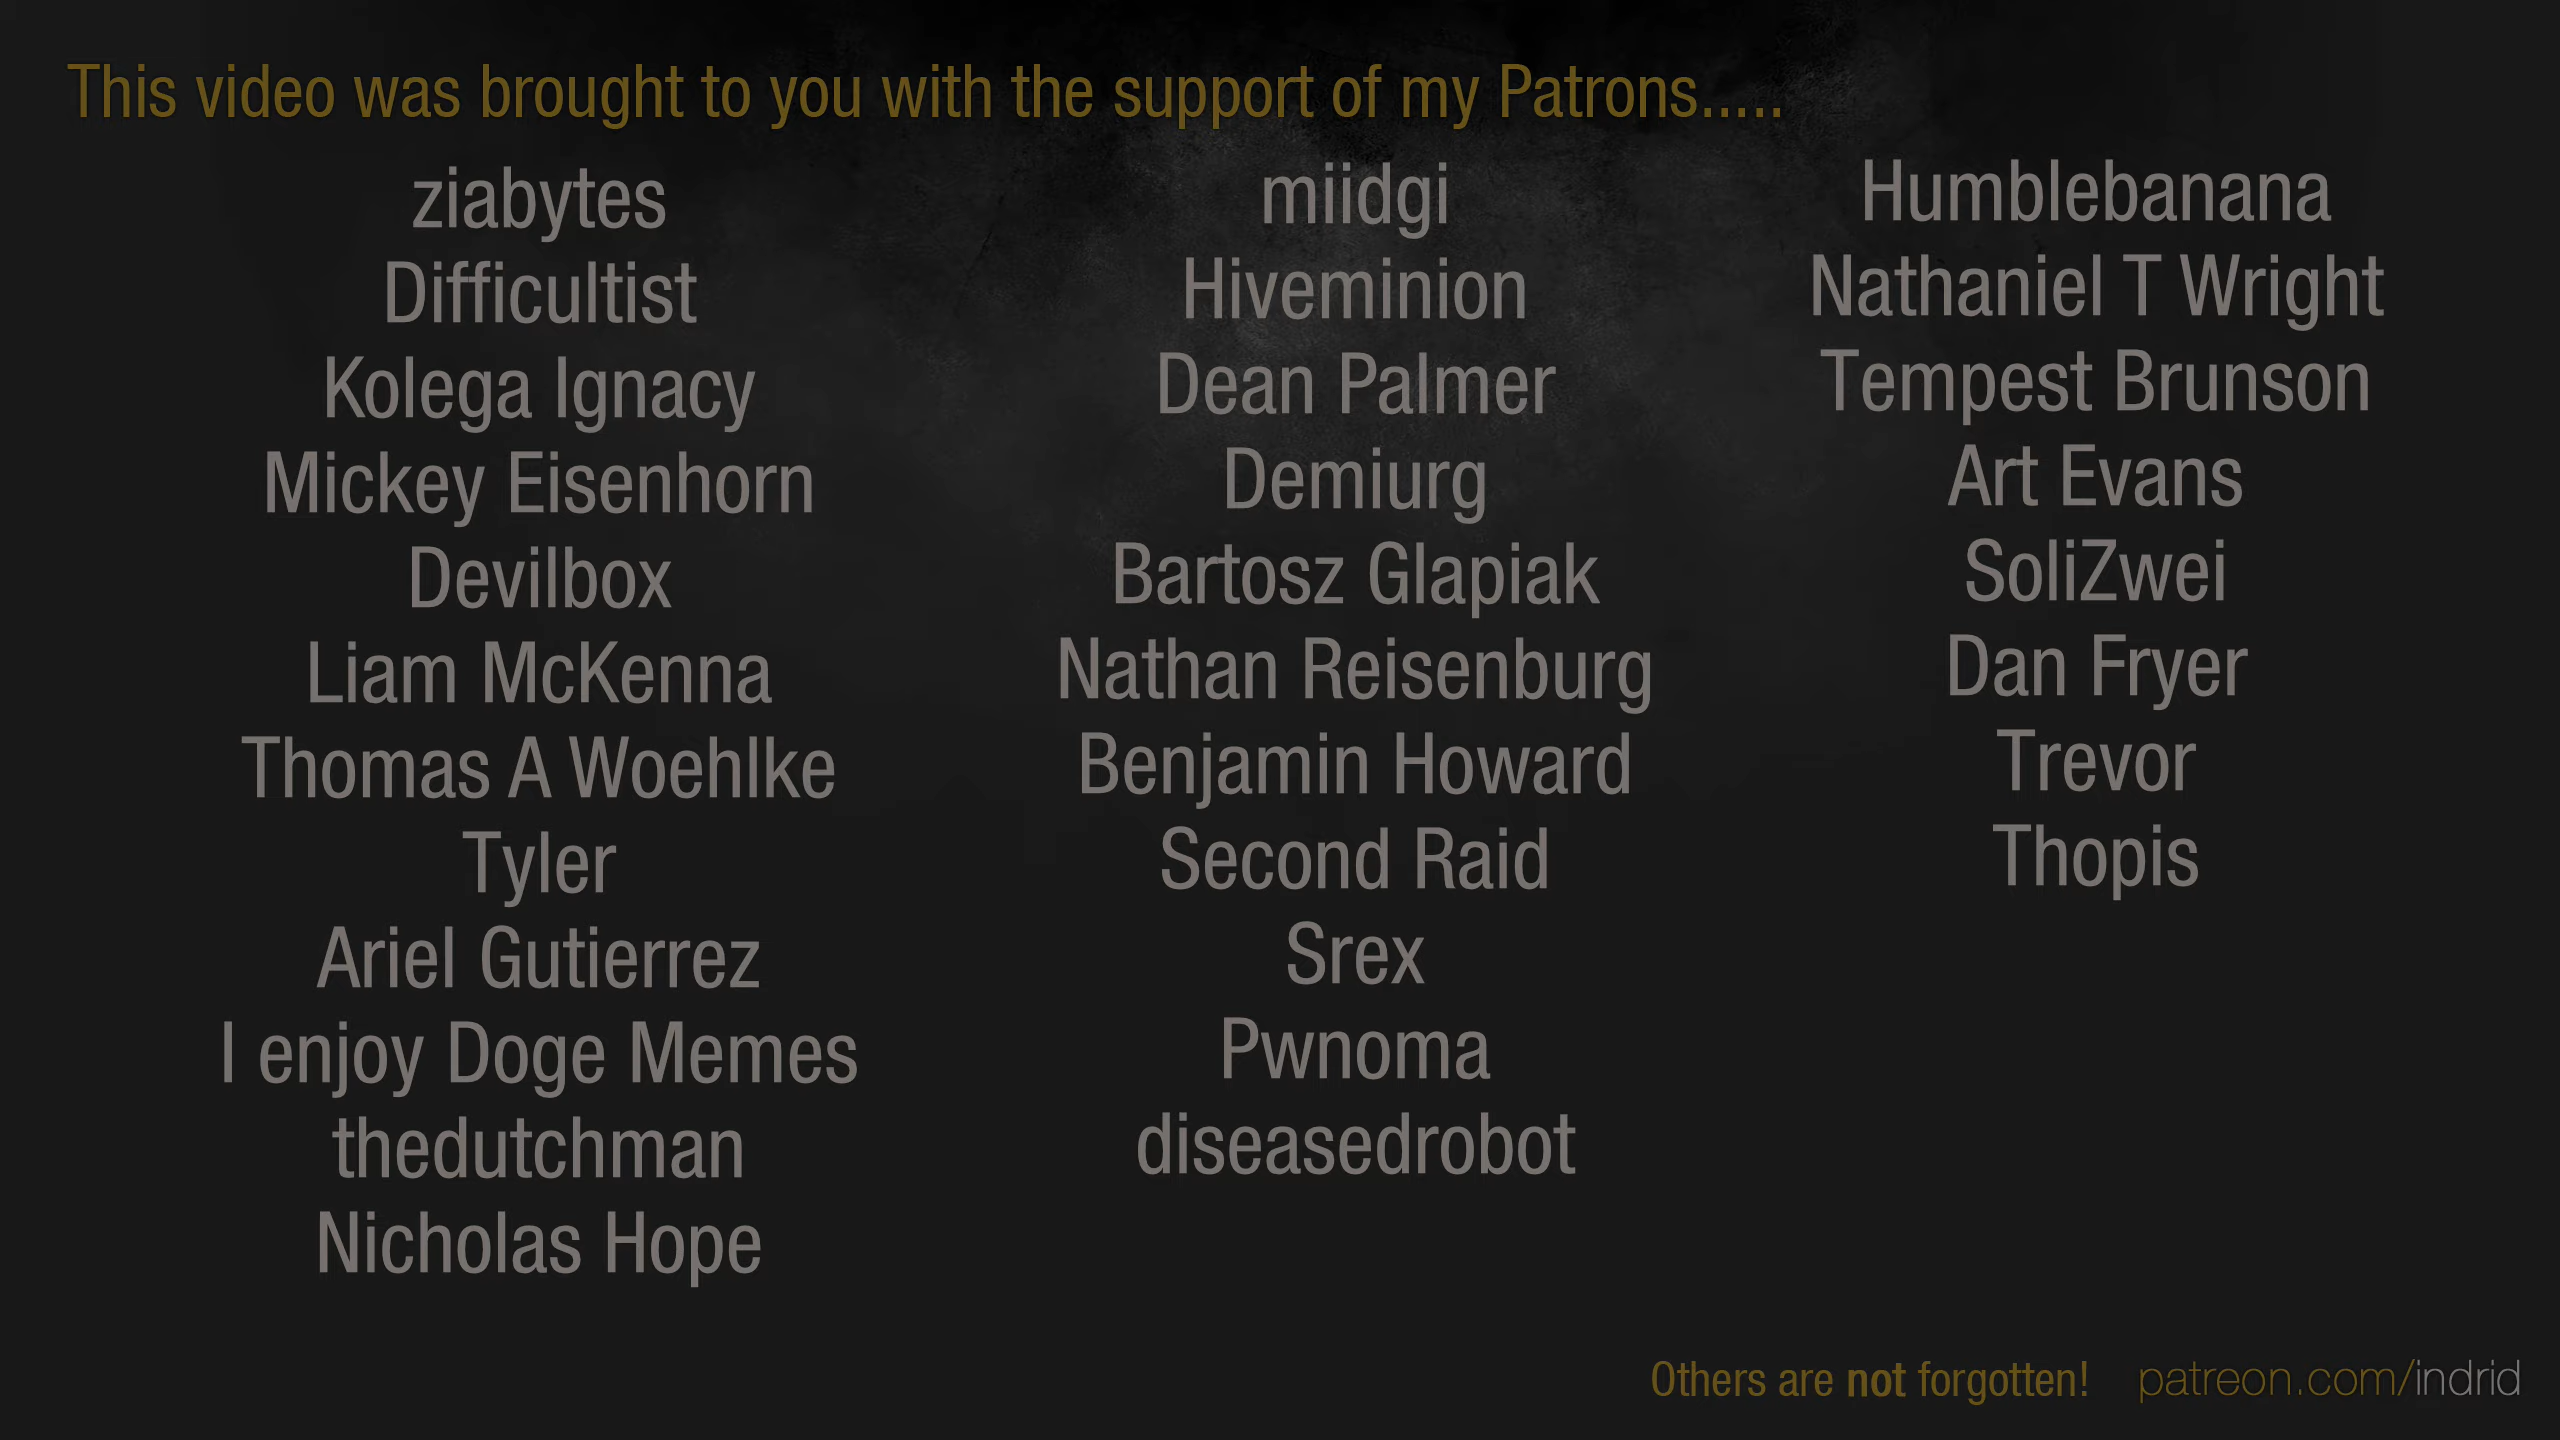 This video was brought to you with the support of my Patrons.....
ziabytes
Difficultist
Kolega Ignacy
Mickey Eisenhorn
Devilbox
Liam McKenna
Thomas A Woehlke
Tyler
Ariel Gutierrez
I enjoy Doge Memes
thedutchman
Nicholas Hope
miidgi
Hiveminion
Dean Palmer
Demiurg
Bartosz Glapiak
Nathan Reisenburg
Benjamin Howard
Second Raid
Srex
Pwnoma
diseasedrobot
Humblebanana
Nathaniel T Wright
Tempest Brunson
Art Evans
SoliZwei
Dan Fryer
Trevor
Thopis
Others are not forgotten! patreon.com/indrid